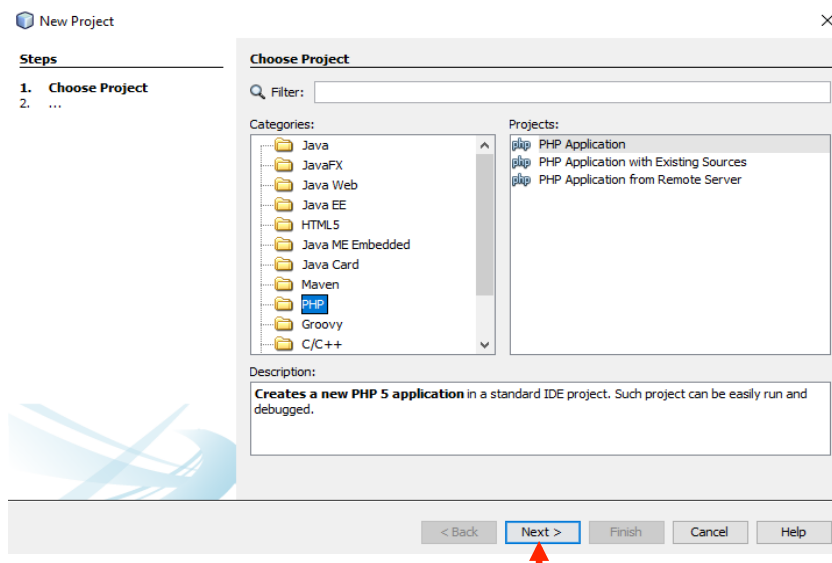 New Project
Steps
1. Choose Project
2. ...
Choose Project
Filter:
Categories:
Java
JavaFX
Java Web
Java EE
HTML5
Java ME Embedded
Java Card
Maven
PHP
Groovy
C/C++
Projects:
php PHP Application
php PHP Application with Existing Sources
php PHP Application from Remote Server
Description:
Creates a new PHP 5 application in a standard IDE project. Such project can be easily run and
debugged.
< Back Next > Finish Cancel Help